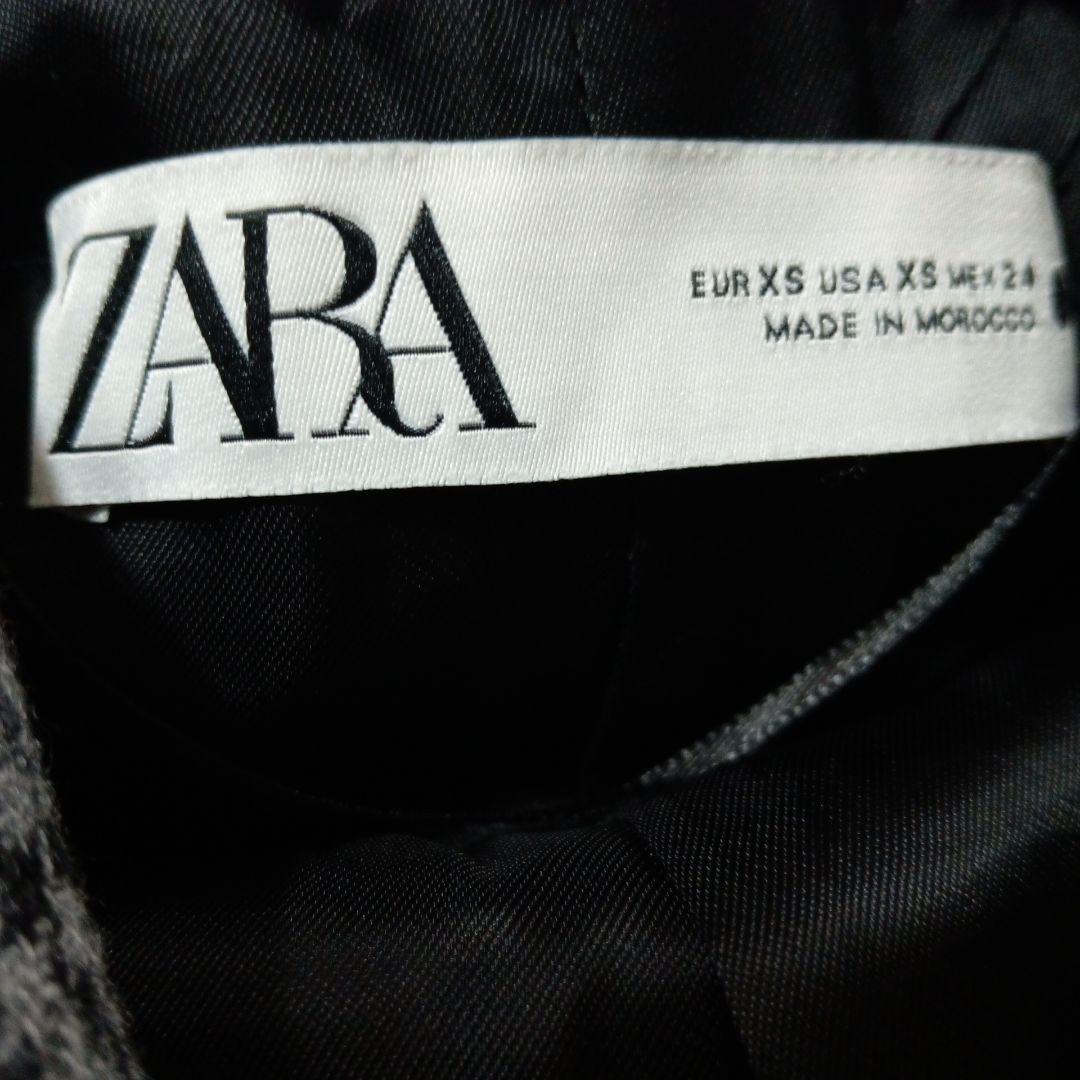 ZARA
EUR XS USA XS MEX 24
MADE IN MOROCCO